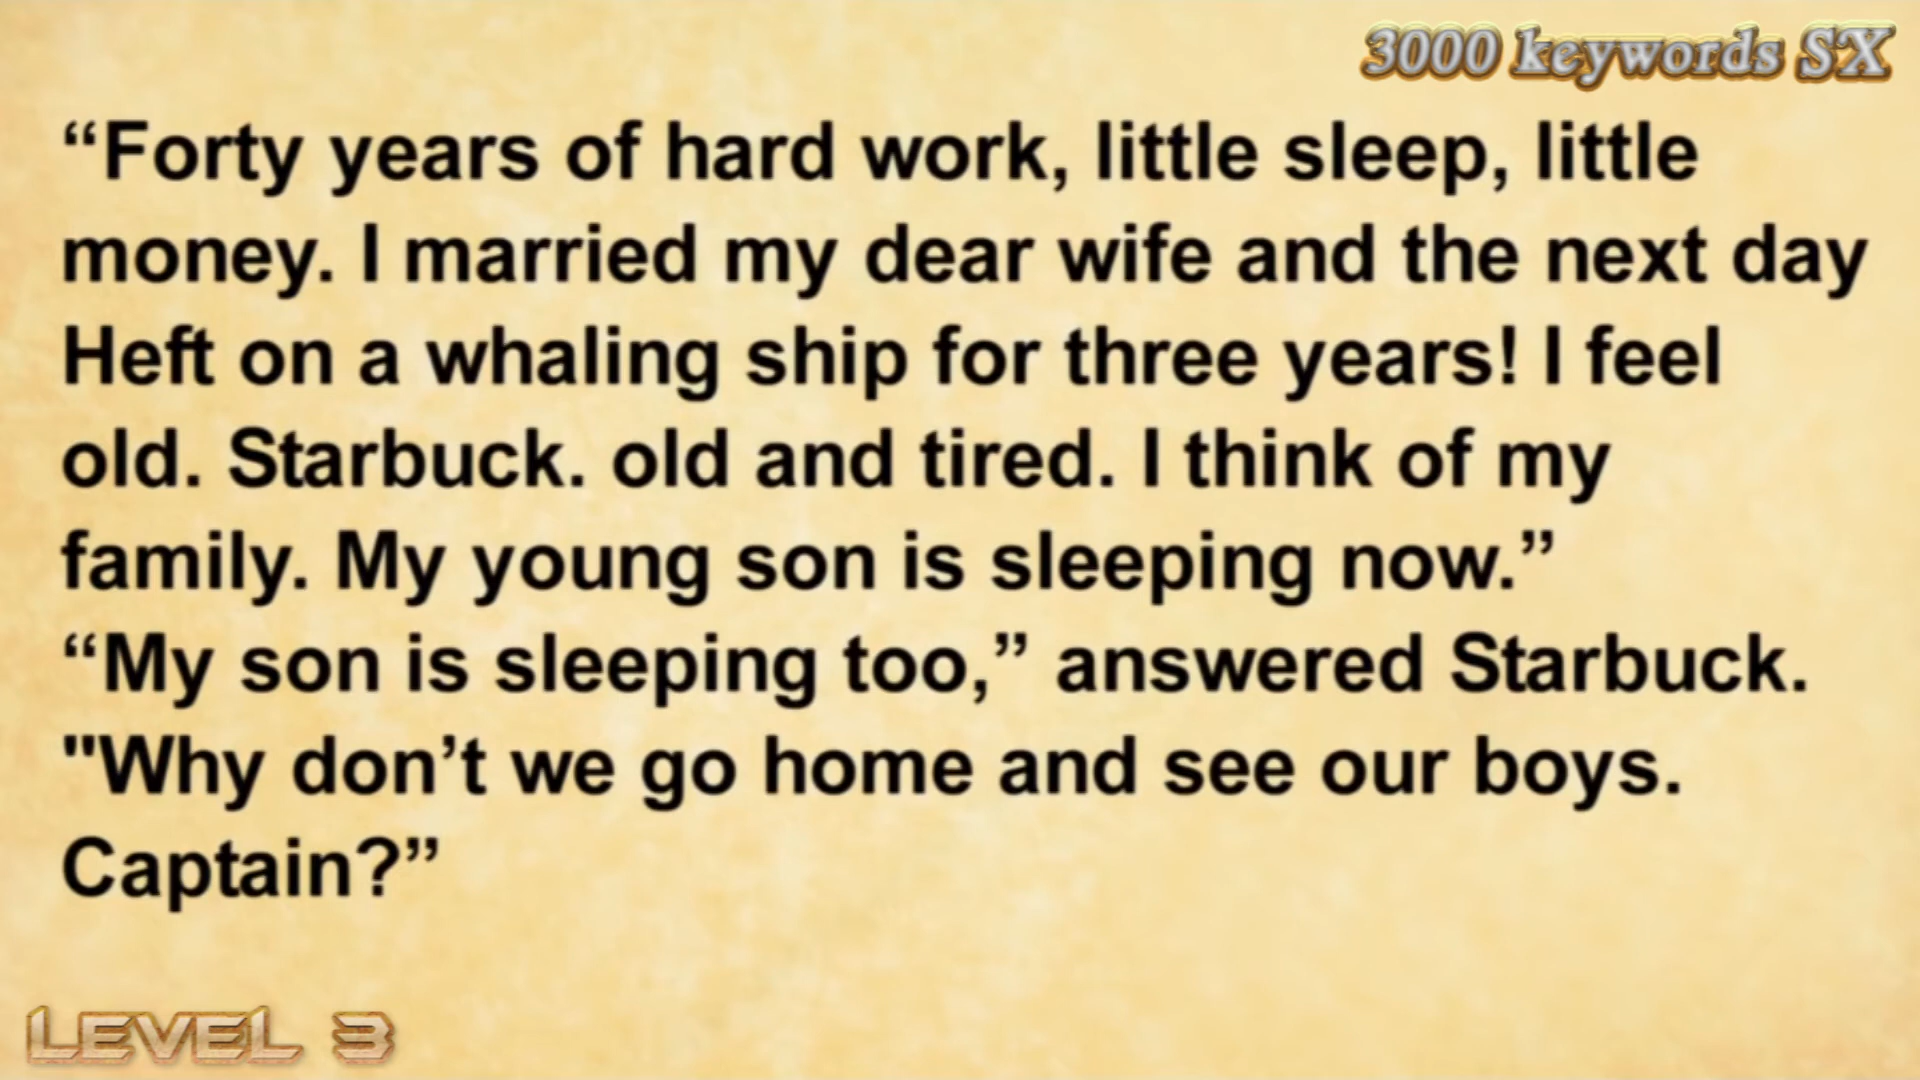 3000 keywords SX
“Forty years of hard work, little sleep, little
money. I married my dear wife and the next day
Heft on a whaling ship for three years! I feel
old. Starbuck. old and tired. I think of my
family. My young son is sleeping now.”
“My son is sleeping too,” answered Starbuck.
"Why don’t we go home and see our boys.
Captain?”
LEVEL 3